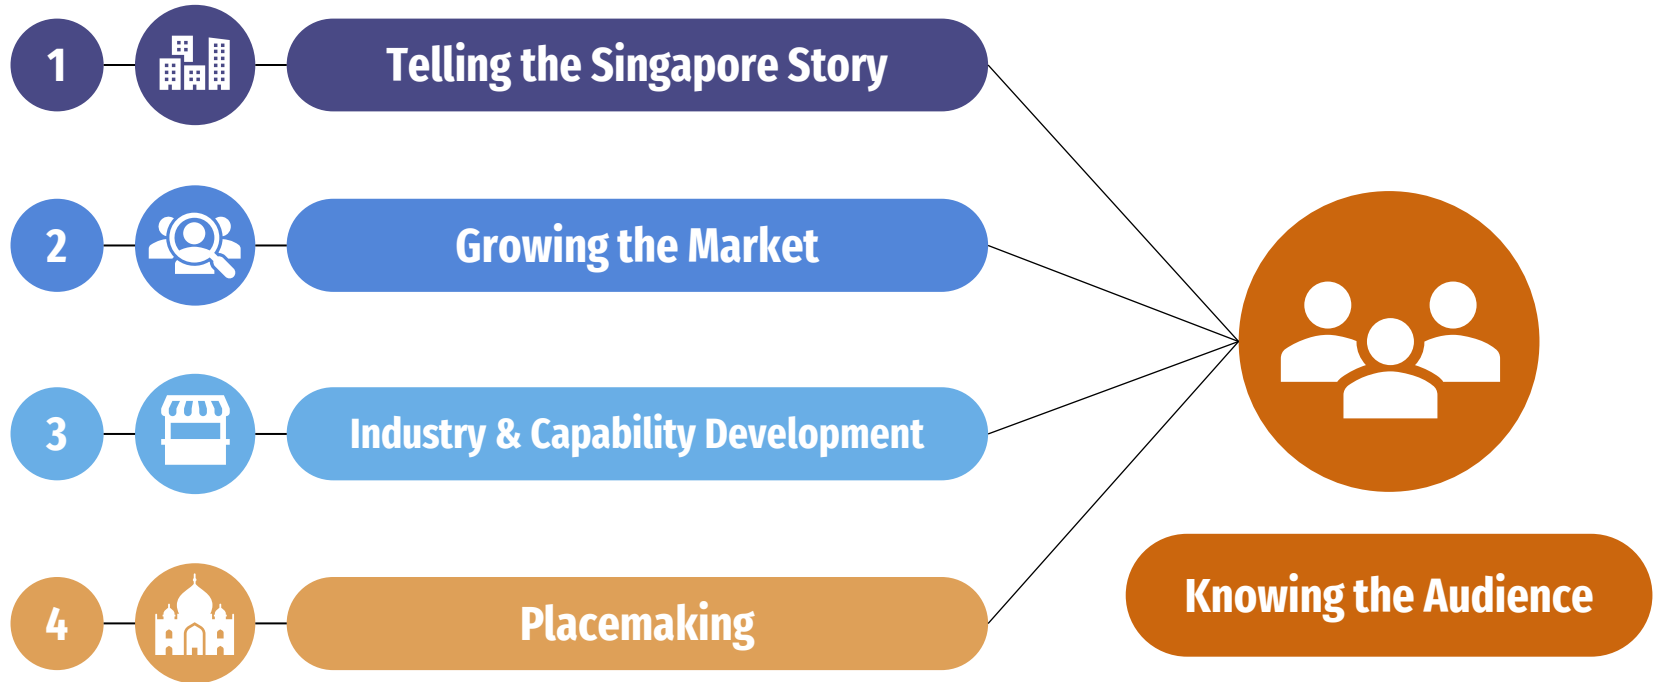 1
Telling the Singapore Story
2
Growing the Market
3
Industry & Capability Development
4
Placemaking
Knowing the Audience